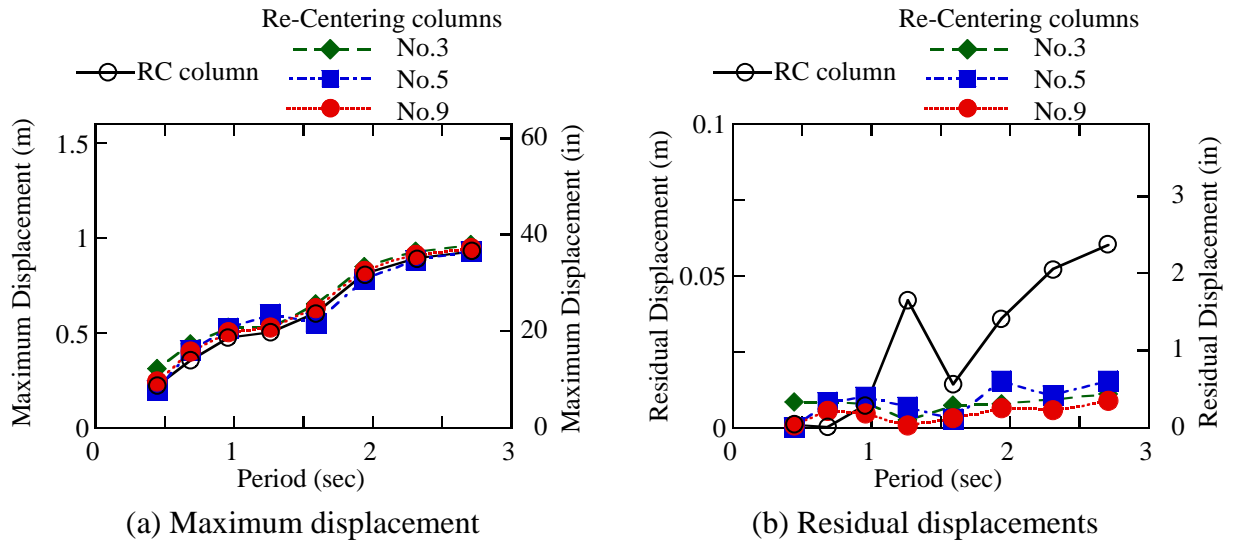 Re-Centering columns
No.3
RC column
No.5
No.9
Maximum Displacement (m)
1.5
1
0.5
0
60
40
20
0
Maximum Displacement (in)
0
1
2
3
Period (sec)
(a) Maximum displacement
Re-Centering columns
No.3
RC column
No.5
No.9
Residual Displacement (m)
0.1
0.05
0
3
2
1
0
Residual Displacement (in)
0
1
2
3
Period (sec)
(b) Residual displacements